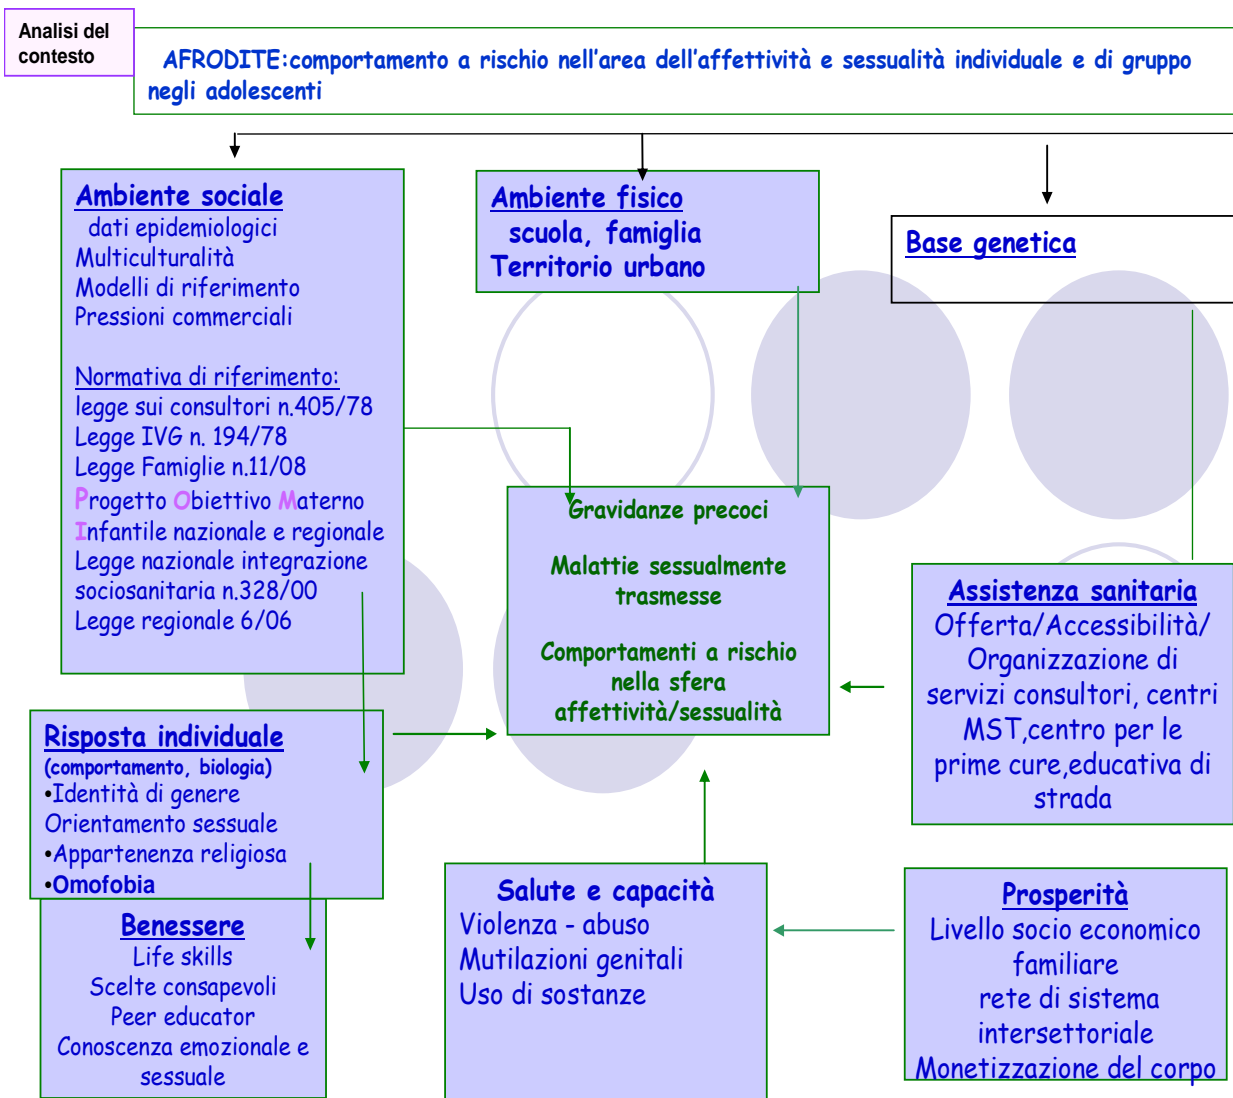 Analisi del
contesto
AFRODITE:comportamento a rischio nell'area dell'affettività e sessualità individuale e di gruppo
negli adolescenti
Ambiente sociale
dati epidemiologici
Multiculturalità
Modelli di riferimento
Pressioni commerciali
Normativa di riferimento:
legge sui consultori n.405/78
Legge IVG n. 194/78
Legge Famiglie n.11/08
Progetto Obiettivo Materno
Infantile nazionale e regionale
Legge nazionale integrazione
sociosanitaria n.328/00
Legge regionale 6/06
Ambiente fisico
scuola, famiglia
Territorio urbano
Base genetica
Gravidanze precoci
Malattie sessualmente
trasmesse
Comportamenti a rischio
nella sfera
affettività/sessualità
Assistenza sanitaria
Offerta/Accessibilità/
Organizzazione di
servizi consultori, centri
MST,centro per le
prime cure,educativa di
strada
Risposta individuale
(comportamento, biologia)
•Identità di genere
Orientamento sessuale
•Appartenenza religiosa
•Omofobia
Benessere
Life skills
Scelte consapevoli
Peer educator
Conoscenza emozionale e
sessuale
Salute e capacità
Violenza - abuso
Mutilazioni genitali
Uso di sostanze
Prosperità
Livello socio economico
familiare
rete di sistema
intersettoriale
Monetizzazione del corpo